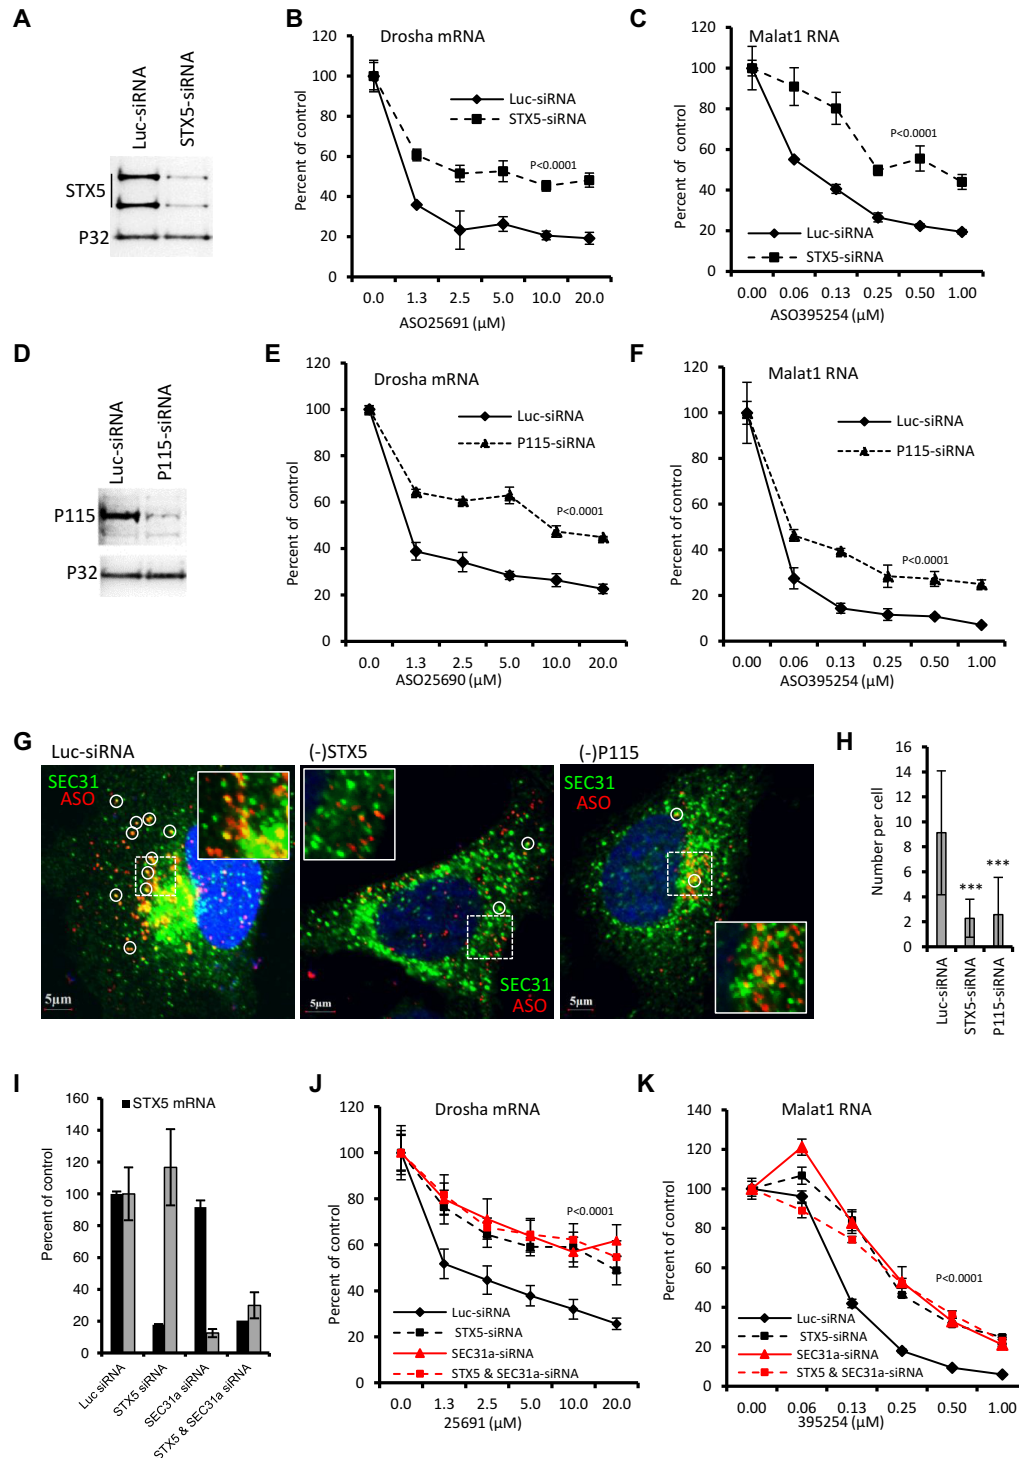 A
Luc-siRNA
STX5-siRNA
STX5
P32
B
Drosha mRNA
Percent of control
120
100
80
60
40
20
0
Luc-siRNA
STX5-siRNA
P<0.0001
0.0 1.3 2.5 5.0 10.0 20.0
ASO25691 (μM)
C
Malat1 RNA
Percent of control
120
100
80
60
40
20
0
P<0.0001
Luc-siRNA
STX5-siRNA
0.00 0.06 0.13 0.25 0.50 1.00
ASO395254 (μM)
D
Luc-siRNA
P115-siRNA
P115
P32
E
Drosha mRNA
Percent of control
120
100
80
60
40
20
0
Luc-siRNA
P115-siRNA
P<0.0001
0.0 1.3 2.5 5.0 10.0 20.0
ASO25690 (μM)
F
Malat1 RNA
Percent of control
120
100
80
60
40
20
0
Luc-siRNA
P115-siRNA
P<0.0001
0.00 0.06 0.13 0.25 0.50 1.00
ASO395254 (μM)
G
Luc-siRNA
SEC31
ASO
5μm
(-)STX5
SEC31
ASO
5μm
(-)P115
SEC31
ASO
5μm
H
Number per cell
16
14
12
10
8
6
4
2
0
***
***
Luc-siRNA
STX5-siRNA
P115-siRNA
I
Percent of control
160
140
120
100
80
60
40
20
0
STX5 mRNA
Luc siRNA
STX5 siRNA
SEC31a-siRNA
STX5 & SEC31a siRNA
J
Drosha mRNA
Percent of control
120
100
80
60
40
20
0
P<0.0001
Luc-siRNA
STX5-siRNA
SEC31a-siRNA
STX5 & SEC31a-siRNA
0.0 1.3 2.5 5.0 10.0 20.0
25691 (μM)
K
Malat1 RNA
Percent of control
140
120
100
80
60
40
20
0
P<0.0001
Luc-siRNA
STX5-siRNA
SEC31a-siRNA
STX5 & SEC31a-siRNA
0.00 0.06 0.13 0.25 0.50 1.00
395254 (μM)